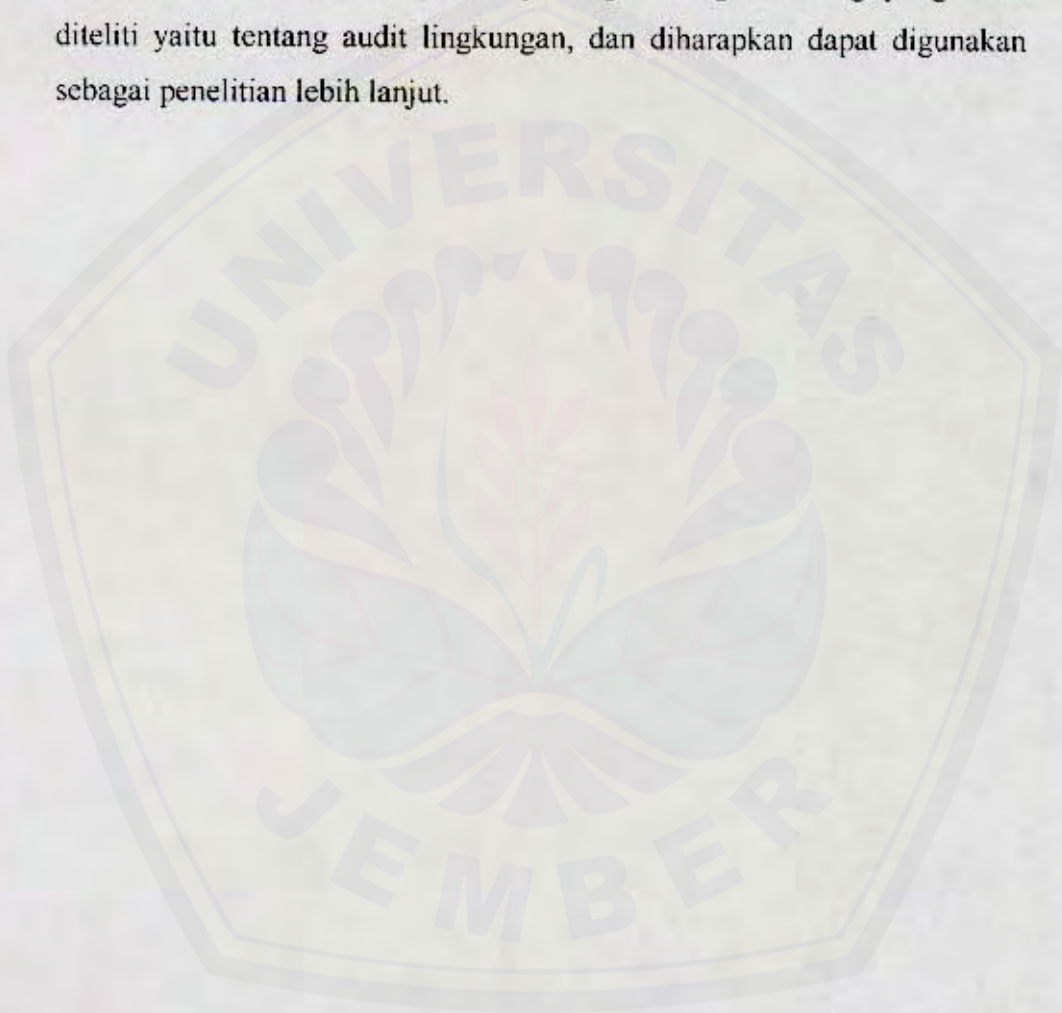 diteliti yaitu tentang audit lingkungan, dan diharapkan dapat digunakan
sebagai penelitian lebih lanjut.
UNIVERSITAS
JEMBER